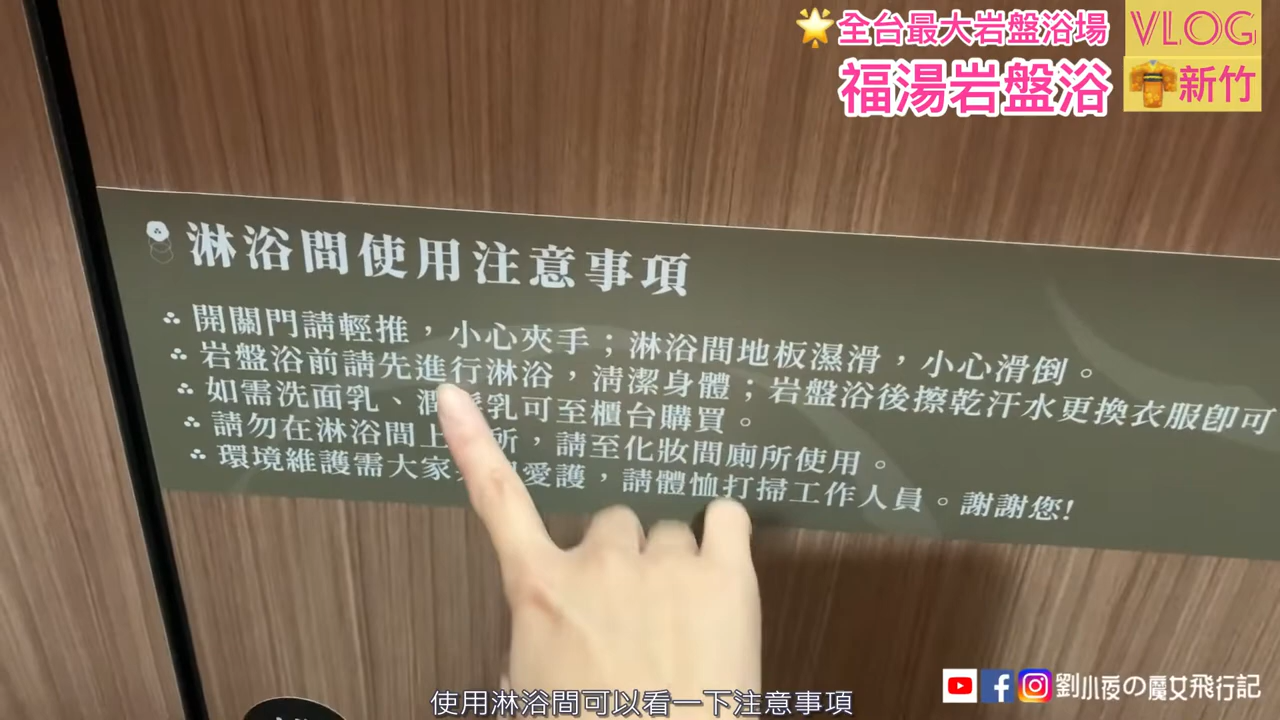 全台最大岩盤浴場
VLOG
福湯岩盤浴
新竹
淋浴間使用注意事項
開關門請輕推，小心夾手；淋浴間地板濕滑，小心滑倒。
岩盤浴前請先進行淋浴，清潔身體；岩盤浴後擦乾汗水更換衣服即可
如需洗面乳、潤髮乳可至櫃台購買。
請勿在淋浴間上 所，請至化妝間廁所使用。
環境維護需大家 愛護，請體恤打掃工作人員。謝謝您!
劉小夜の魔女飛行記
使用淋浴間可以看一下注意事項